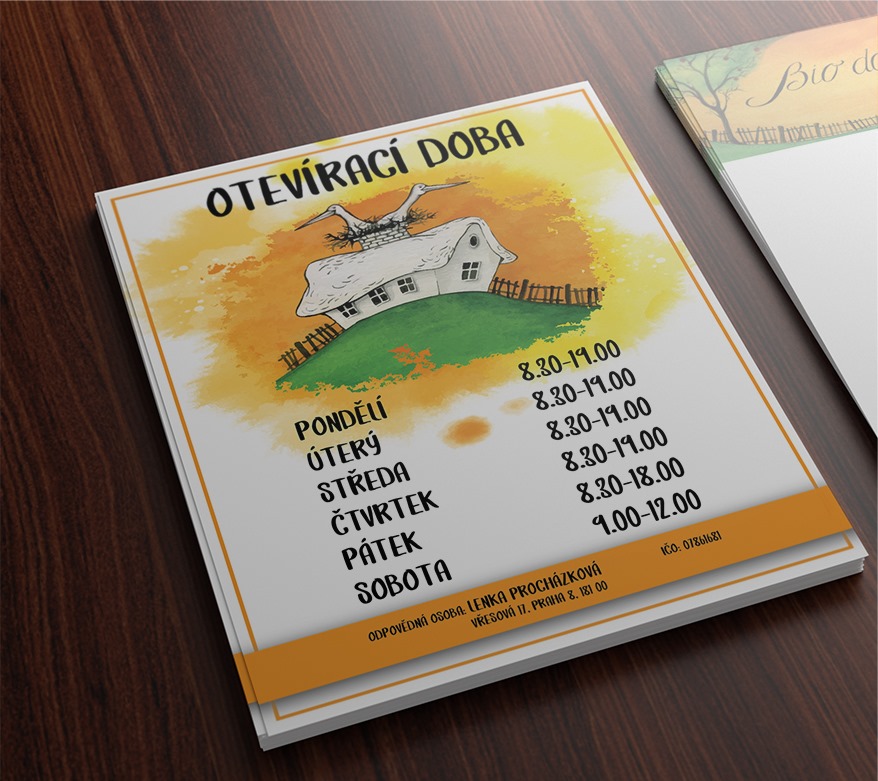 OTEVÍRACÍ DOBA
PONDĚLÍ 8.30-19.00
ÚTERÝ 8.30-19.00
STŘEDA 8.30-19.00
ČTVRTEK 8.30-19.00
PÁTEK 8.30-18.00
SOBOTA 9.00-12.00
ODPOVĚDNÁ OSOBA: LENKA PROCHÁZKOVÁ IČO: 07861681
VŘESOVÁ 17, PRAHA 8, 181 00
Bio